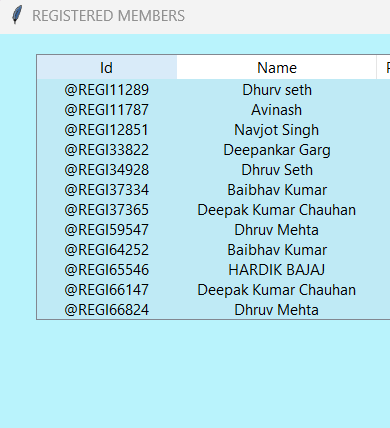 REGISTERED MEMBERS
Id Name
@REGI11289 Dhurv seth
@REGI11787 Avinash
@REGI12851 Navjot Singh
@REGI33822 Deepankar Garg
@REGI34928 Dhruv Seth
@REGI37334 Baibhav Kumar
@REGI37365 Deepak Kumar Chauhan
@REGI59547 Dhruv Mehta
@REGI64252 Baibhav Kumar
@REGI65546 HARDIK BAJAJ
@REGI66147 Deepak Kumar Chauhan
@REGI66824 Dhruv Mehta